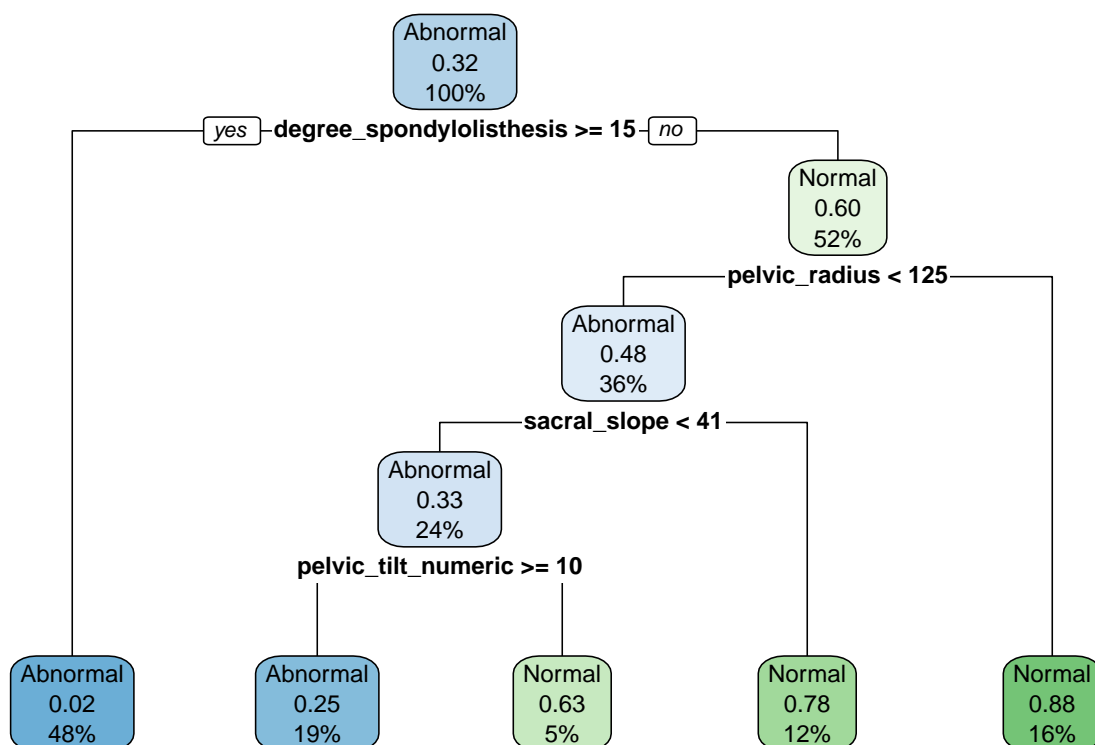 Abnormal
0.32
100%
yes degree_spondylolisthesis >= 15 no
Normal
0.60
52%
pelvic_radius < 125
Abnormal
0.48
36%
sacral_slope < 41
Abnormal
0.33
24%
pelvic_tilt_numeric >= 10
Abnormal
0.02
48%
Abnormal
0.25
19%
Normal
0.63
5%
Normal
0.78
12%
Normal
0.88
16%